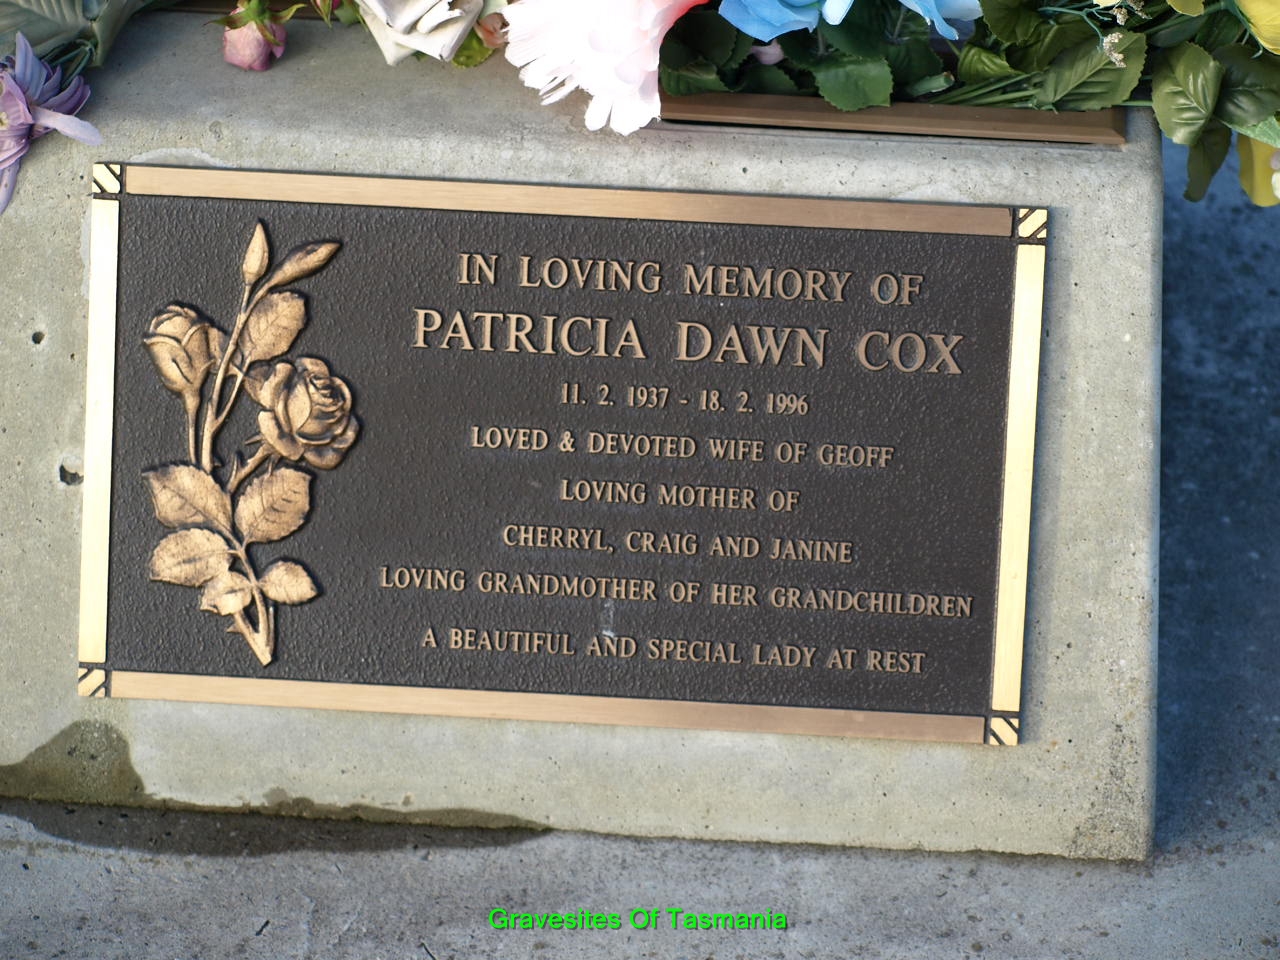 IN LOVING MEMORY OF
PATRICIA DAWN COX
11. 2. 1937 - 18. 2. 1996
LOVED & DEVOTED WIFE OF GEOFF
LOVING MOTHER OF
CHERRYL, CRAIG AND JANINE
LOVING GRANDMOTHER OF HER GRANDCHILDREN
A BEAUTIFUL AND SPECIAL LADY AT REST
Gravesites Of Tasmania